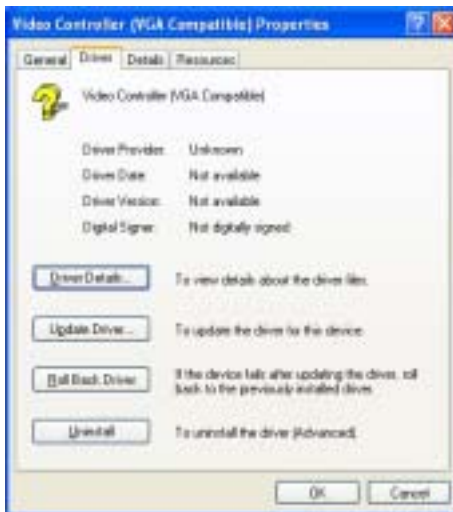 Video Controller (VGA Compatible) Properties
General Driver Details Resources
Video Controller (VGA Compatible)
Driver Provider: Unknown
Driver Date: Not available
Driver Version: Not available
Digital Signer: Not digitally signed
Driver Details... To view details about the driver files.
Update Driver... To update the driver for this device.
Roll Back Driver If the device fails after updating the driver, roll
back to the previously installed driver.
Uninstall To uninstall the driver (Advanced).
OK Cancel